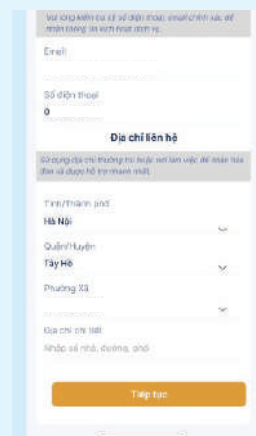 Vui lòng kiểm tra kỹ số điện thoại, email chính xác để
nhận thông tin kích hoạt dịch vụ.
Email
Số điện thoại
0
Địa chỉ liên hệ
Sử dụng địa chỉ thường trú hoặc nơi làm việc để nhận hóa
đơn và được hỗ trợ nhanh nhất.
Tỉnh/Thành phố
Hà Nội
Quận/Huyện
Tây Hồ
Phường Xã
Địa chỉ chi tiết
Nhập số nhà, đường, phố
Tiếp tục